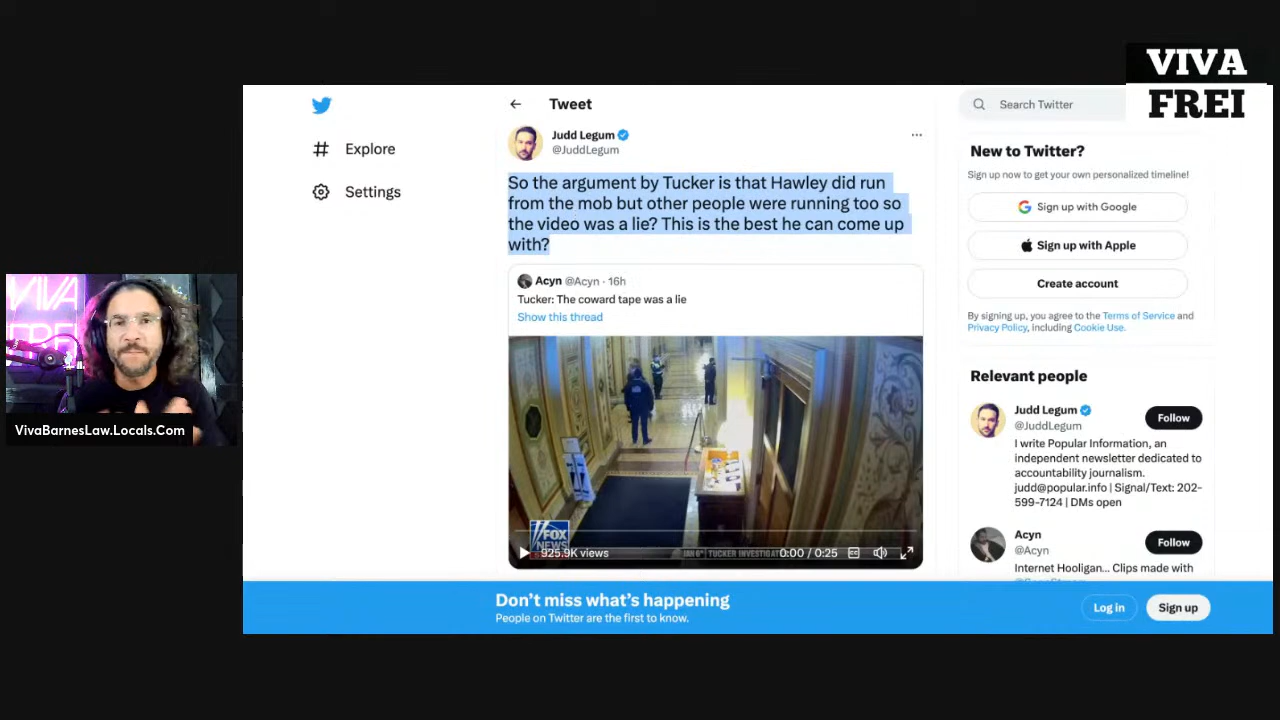 VIVA
FREI
Tweet
Search Twitter
Explore
Settings
Judd Legum
@JuddLegum
So the argument by Tucker is that Hawley did run
from the mob but other people were running too so
the video was a lie? This is the best he can come up
with?
Acyn @Acyn · 16h
Tucker: The coward tape was a lie
Show this thread
FOX
NEWS
925.9K views
JAN 6
TUCKER INVESTIGAT
0:00 / 0:25
New to Twitter?
Sign up now to get your own personalized timeline!
Sign up with Google
Sign up with Apple
Create account
By signing up, you agree to the Terms of Service and
Privacy Policy, including Cookie Use.
Relevant people
Judd Legum
@JuddLegum
Follow
I write Popular Information, an
independent newsletter dedicated to
accountability journalism.
judd@popular.info | Signal/Text: 202-
599-7124 | DMs open
Acyn
@Acyn
Follow
Internet Hooligan... Clips made with
Don't miss what's happening
People on Twitter are the first to know.
Log in
Sign up
VIVA
FREI
VivaBarnesLaw.Locals.Com